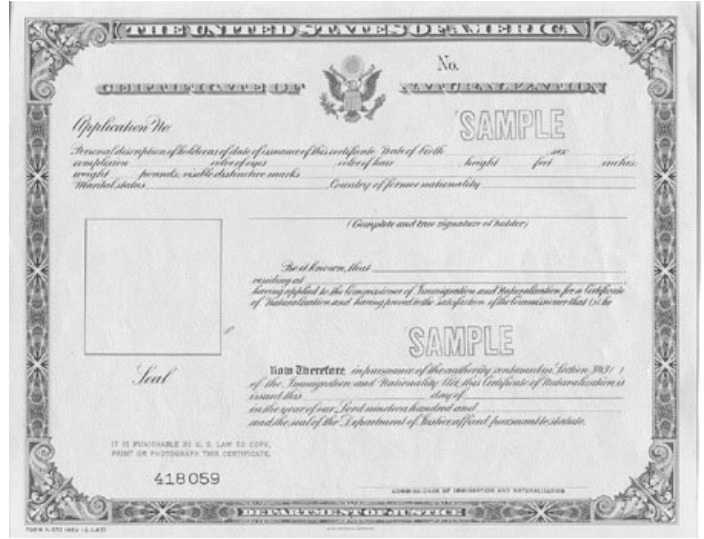 THE UNITED STATES OF AMERICA
No.
CERTIFICATE OF NATURALIZATION
Application No
SAMPLE
Personal description of holder as of date of issuance of this certificate Date of birth sex
complexion color of eyes color of hair height feet inches
weight pounds, visible distinctive marks
Marital status Country of former nationality
(Complete and true signature of holder)
Be it known, that
residing at
having applied to the Commissioner of Immigration and Naturalization for a Certificate
of Naturalization and having proved to the satisfaction of the Commissioner that (s)he
SAMPLE
Seal
Now Therefore in pursuance of the authority contained in Section 343( )
of the Immigration and Nationality Act, this Certificate of Naturalization is
issued this day of
in the year of our Lord nineteen hundred and
and the seal of the Department of Justice affixed pursuant to statute.
IT IS PUNISHABLE BY U. S. LAW TO COPY,
PRINT OR PHOTOGRAPH THIS CERTIFICATE.
418059
COMMISSIONER OF IMMIGRATION AND NATURALIZATION
DEPARTMENT OF JUSTICE